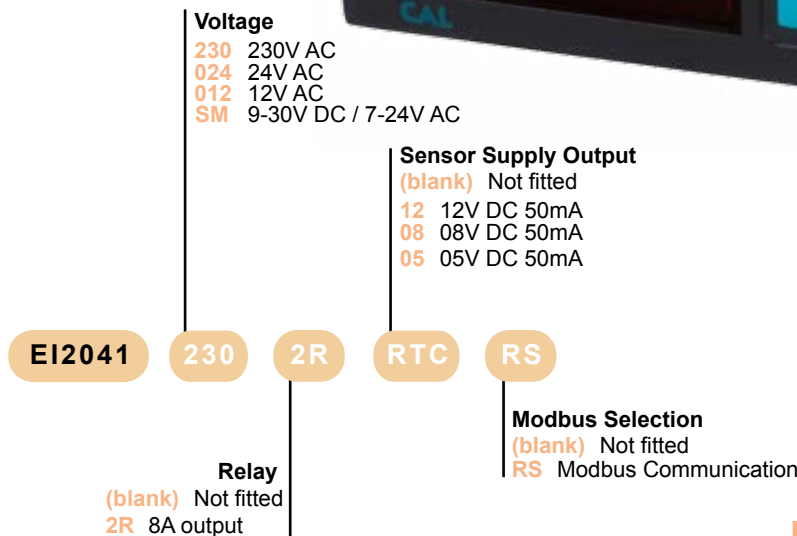 CAL
Voltage
230 230V AC
024 24V AC
012 12V AC
SM 9-30V DC / 7-24V AC
Sensor Supply Output
(blank) Not fitted
12 12V DC 50mA
08 08V DC 50mA
05 05V DC 50mA
EI2041 230 2R RTC RS
Modbus Selection
(blank) Not fitted
RS Modbus Communication
Relay
(blank) Not fitted
2R 8A output